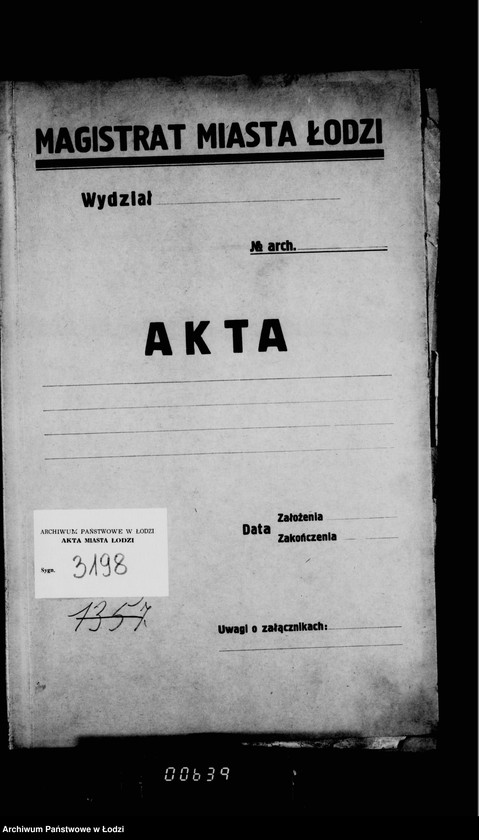 MAGISTRAT MIASTA ŁODZI
Wydział
№ arch.
AKTA
Data
Założenia
Zakończenia
ARCHIWUM PAŃSTWOWE W ŁODZI
AKTA MIASTA ŁODZI
Sygn. 3198
1357
Uwagi o załącznikach:
00639
Archiwum Państwowe w Łodzi